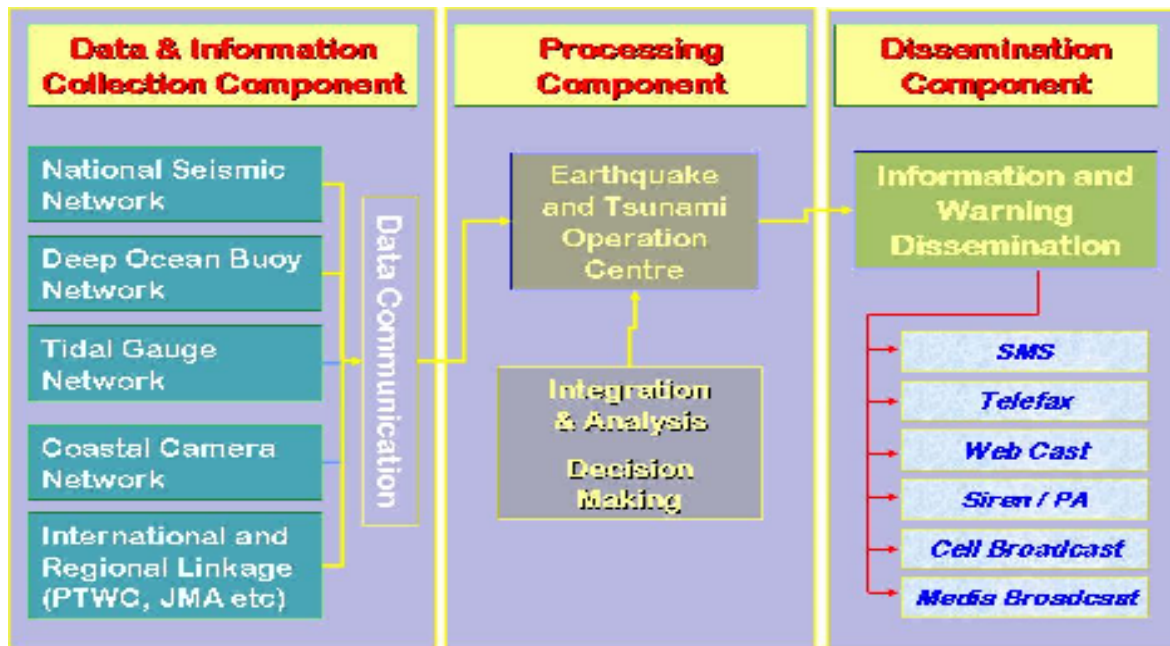 Data & Information
Collection Component
National Seismic
Network
Deep Ocean Buoy
Network
Tidal Gauge
Network
Coastal Camera
Network
International and
Regional Linkage
(PTWC, JMA etc)
Data Communication
Processing
Component
Earthquake
and Tsunami
Operation
Centre
Integration
& Analysis
Decision
Making
Dissemination
Component
Information and
Warning
Dissemination
SMS
Telefax
Web Cast
Siren / PA
Cell Broadcast
Media Broadcast